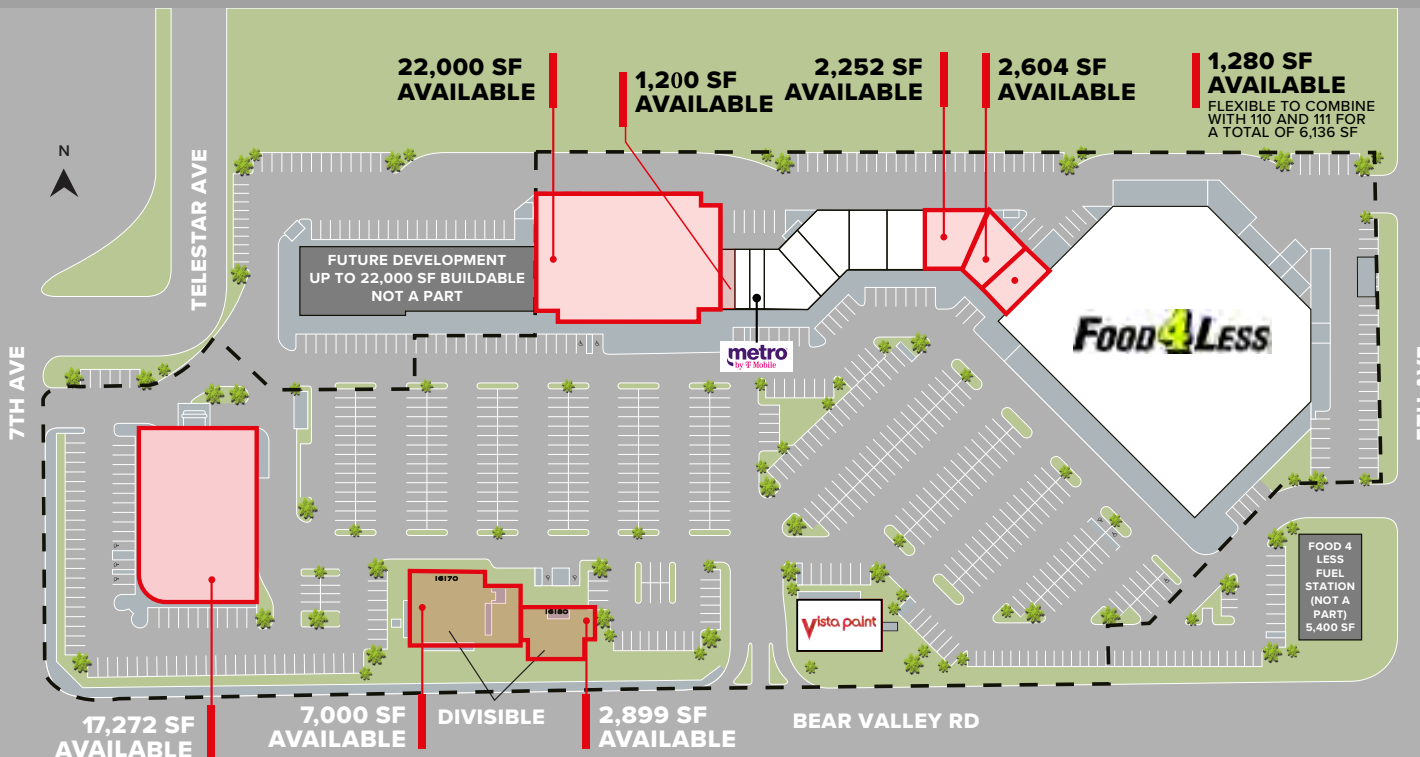 22,000 SF
AVAILABLE
1,200 SF
AVAILABLE
2,252 SF
AVAILABLE
2,604 SF
AVAILABLE
1,280 SF
AVAILABLE
FLEXIBLE TO COMBINE
WITH 110 AND 111 FOR
A TOTAL OF 6,136 SF
N
TELESTAR AVE
7TH AVE
FUTURE DEVELOPMENT
UP TO 22,000 SF BUILDABLE
NOT A PART
metro
by T Mobile
Food 4 Less
16170
16180
Vista paint
FOOD 4
LESS
FUEL
STATION
(NOT A
PART)
5,400 SF
17,272 SF
AVAILABLE
7,000 SF
AVAILABLE
DIVISIBLE
2,899 SF
AVAILABLE
BEAR VALLEY RD